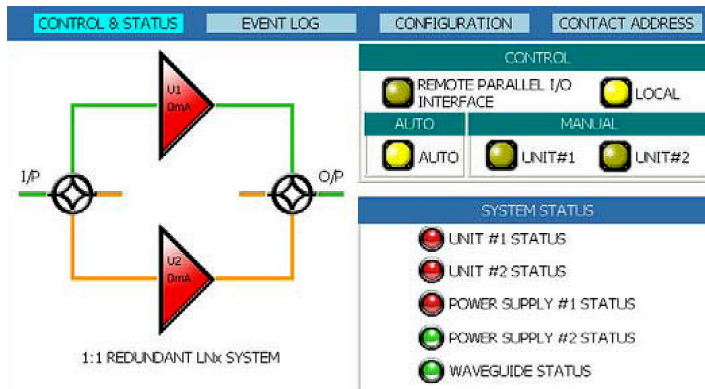 CONTROL & STATUS
EVENT LOG
CONFIGURATION
CONTACT ADDRESS
U1
0mA
I/P
O/P
U2
0mA
1:1 REDUNDANT LNx SYSTEM
CONTROL
REMOTE PARALLEL I/O
INTERFACE
LOCAL
AUTO
MANUAL
AUTO
UNIT#1
UNIT#2
SYSTEM STATUS
UNIT #1 STATUS
UNIT #2 STATUS
POWER SUPPLY #1 STATUS
POWER SUPPLY #2 STATUS
WAVEGUIDE STATUS